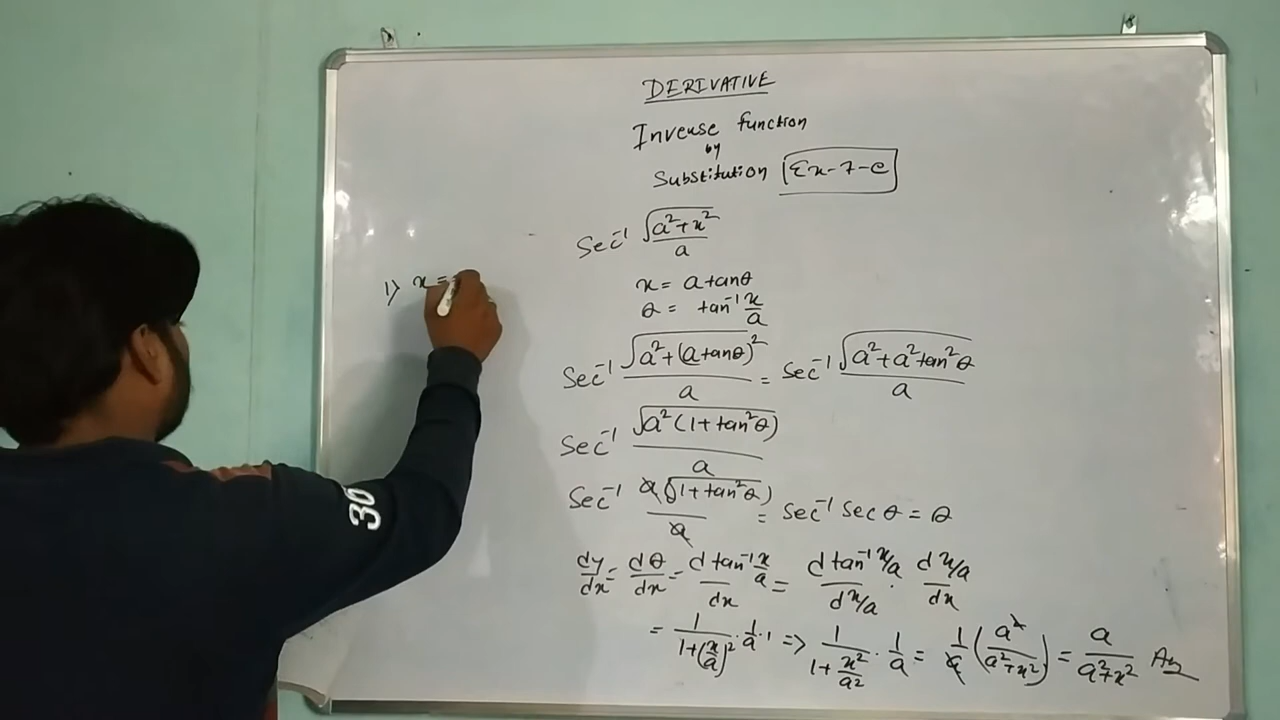 DERIVATIVE
Inverse function
by
Substitution Ex-7-e
Sec⁻¹ √(a²+x²)/a
x = a tanθ
θ = tan⁻¹ x/a
Sec⁻¹ √(a²+(a tanθ)²)/a = Sec⁻¹ √(a²+a²tan²θ)/a
Sec⁻¹ √(a²(1+tan²θ))/a
Sec⁻¹ a(√(1+tan²θ))/a = Sec⁻¹ Sec θ = θ
dy/dx = dθ/dx = d tan⁻¹ x/a / dx = d tan⁻¹ x/a / d x/a · d x/a / dx
= 1/(1+(x/a)²) · 1/a · 1 => 1/(1+x²/a²) · 1/a = 1/a (a²/(a²+x²)) = a/(a²+x²) Ans
1) x =
30